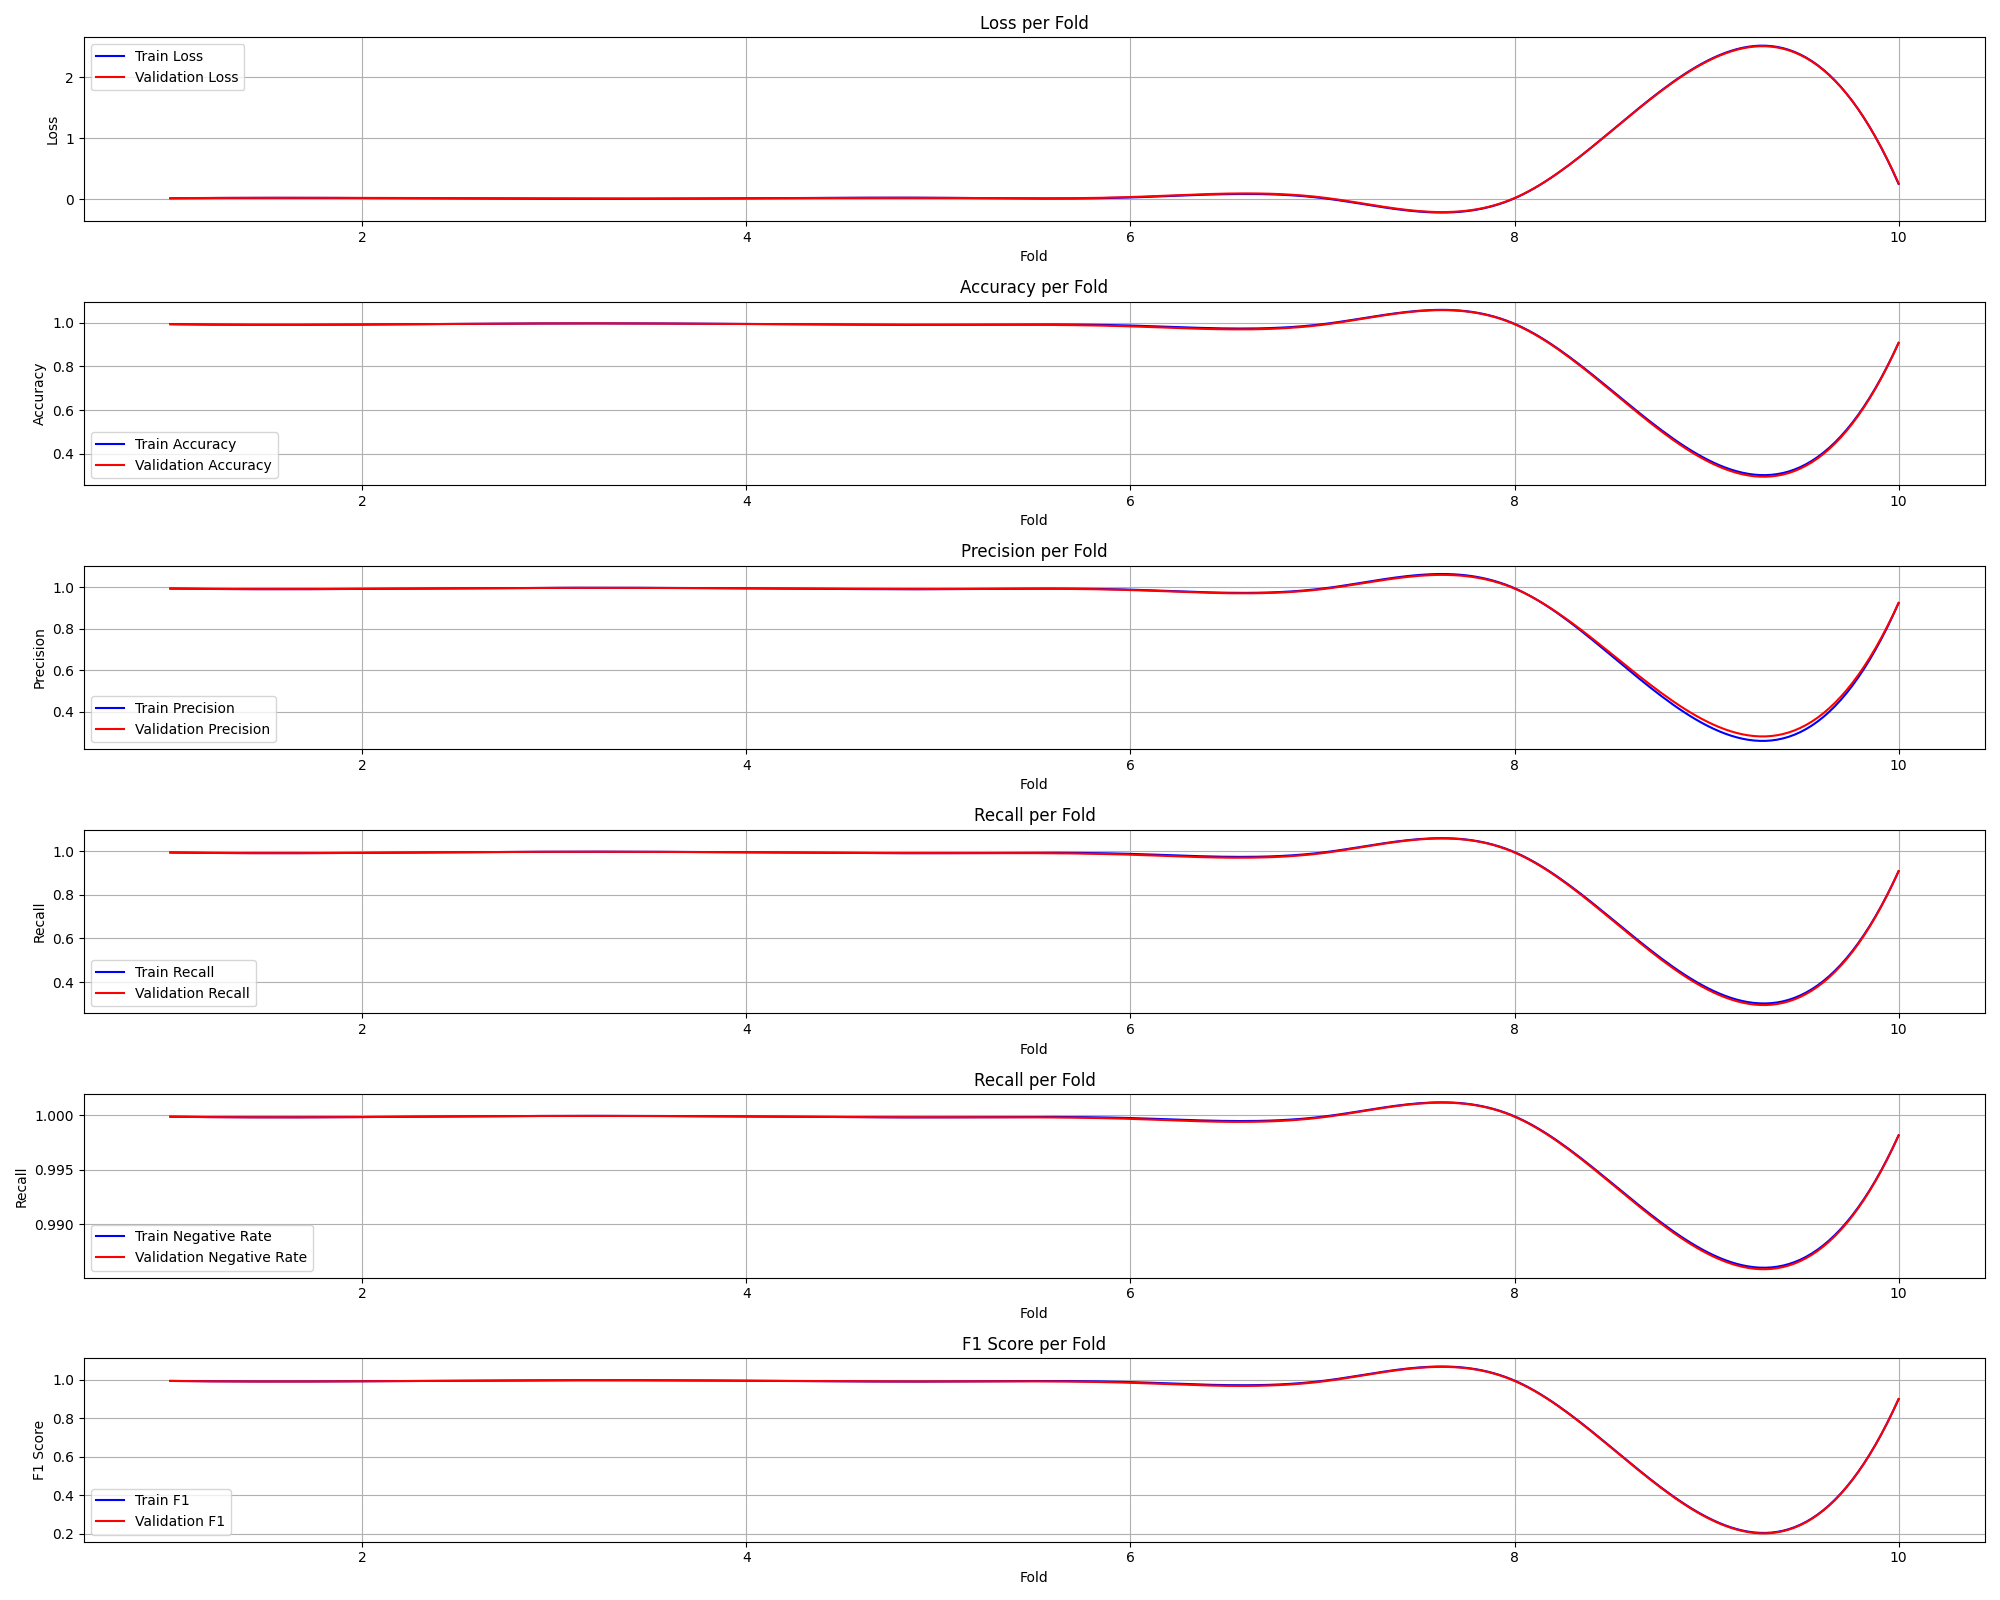 Loss per Fold
Train Loss
Validation Loss
Loss
2
1
0
2
4
6
8
10
Fold
Accuracy per Fold
Train Accuracy
Validation Accuracy
Accuracy
1.0
0.8
0.6
0.4
2
4
6
8
10
Fold
Precision per Fold
Train Precision
Validation Precision
Precision
1.0
0.8
0.6
0.4
2
4
6
8
10
Fold
Recall per Fold
Train Recall
Validation Recall
Recall
1.0
0.8
0.6
0.4
2
4
6
8
10
Fold
Recall per Fold
Train Negative Rate
Validation Negative Rate
Recall
1.000
0.995
0.990
2
4
6
8
10
Fold
F1 Score per Fold
Train F1
Validation F1
F1 Score
1.0
0.8
0.6
0.4
0.2
2
4
6
8
10
Fold